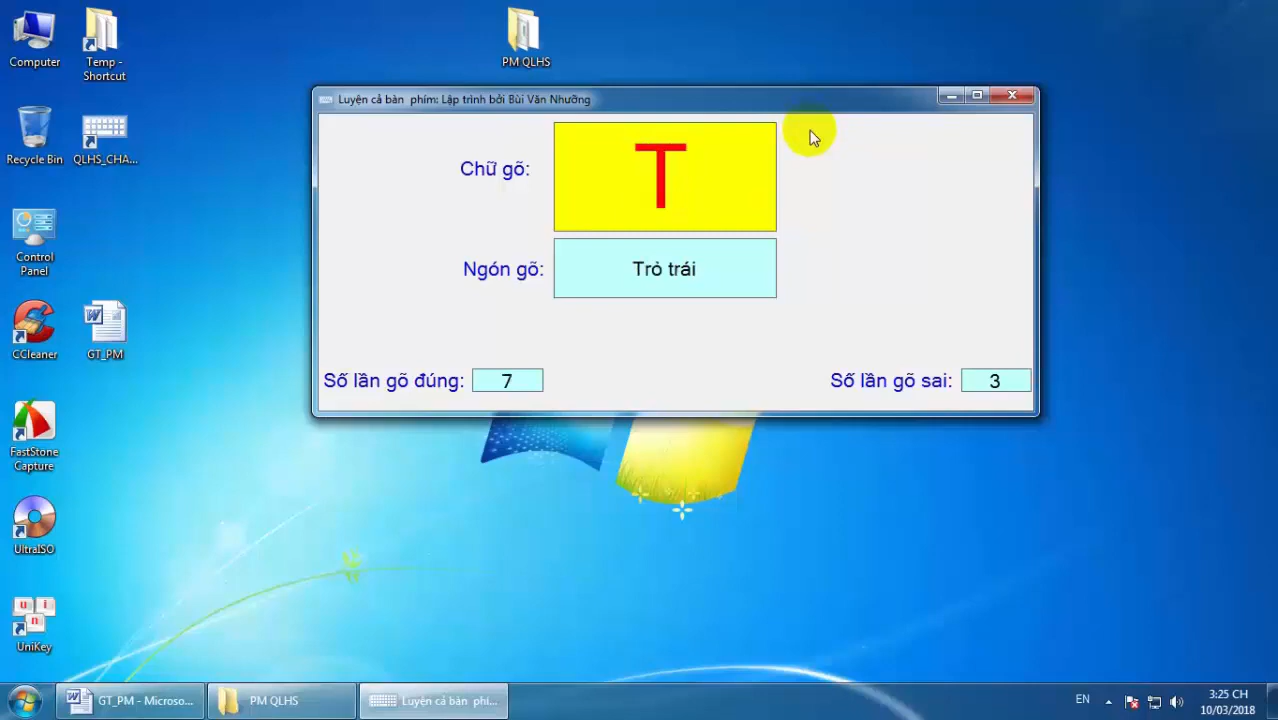 Computer
Temp -
Shortcut
PM QLHS
Recycle Bin
QLHS_CHA...
Control
Panel
CCleaner
GT_PM
FastStone
Capture
UltraISO
u i
n
UniKey
Luyện cả bàn phím: Lập trình bởi Bùi Văn Nhưỡng
Chữ gõ:
T
Ngón gõ:
Trỏ trái
Số lần gõ đúng:
7
Số lần gõ sai:
3
GT_PM - Microso...
PM QLHS
Luyện cả bàn phí...
EN
3:25 CH
10/03/2018